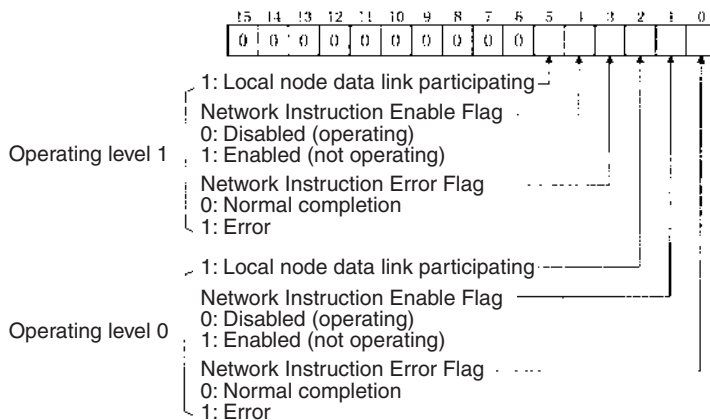 15 14 13 12 11 10 9 8 7 6 5 4 3 2 1 0
0 0 0 0 0 0 0 0 0 0
1: Local node data link participating
Network Instruction Enable Flag
0: Disabled (operating)
Operating level 1
1: Enabled (not operating)
Network Instruction Error Flag
0: Normal completion
1: Error
1: Local node data link participating
Network Instruction Enable Flag
0: Disabled (operating)
Operating level 0
1: Enabled (not operating)
Network Instruction Error Flag
0: Normal completion
1: Error